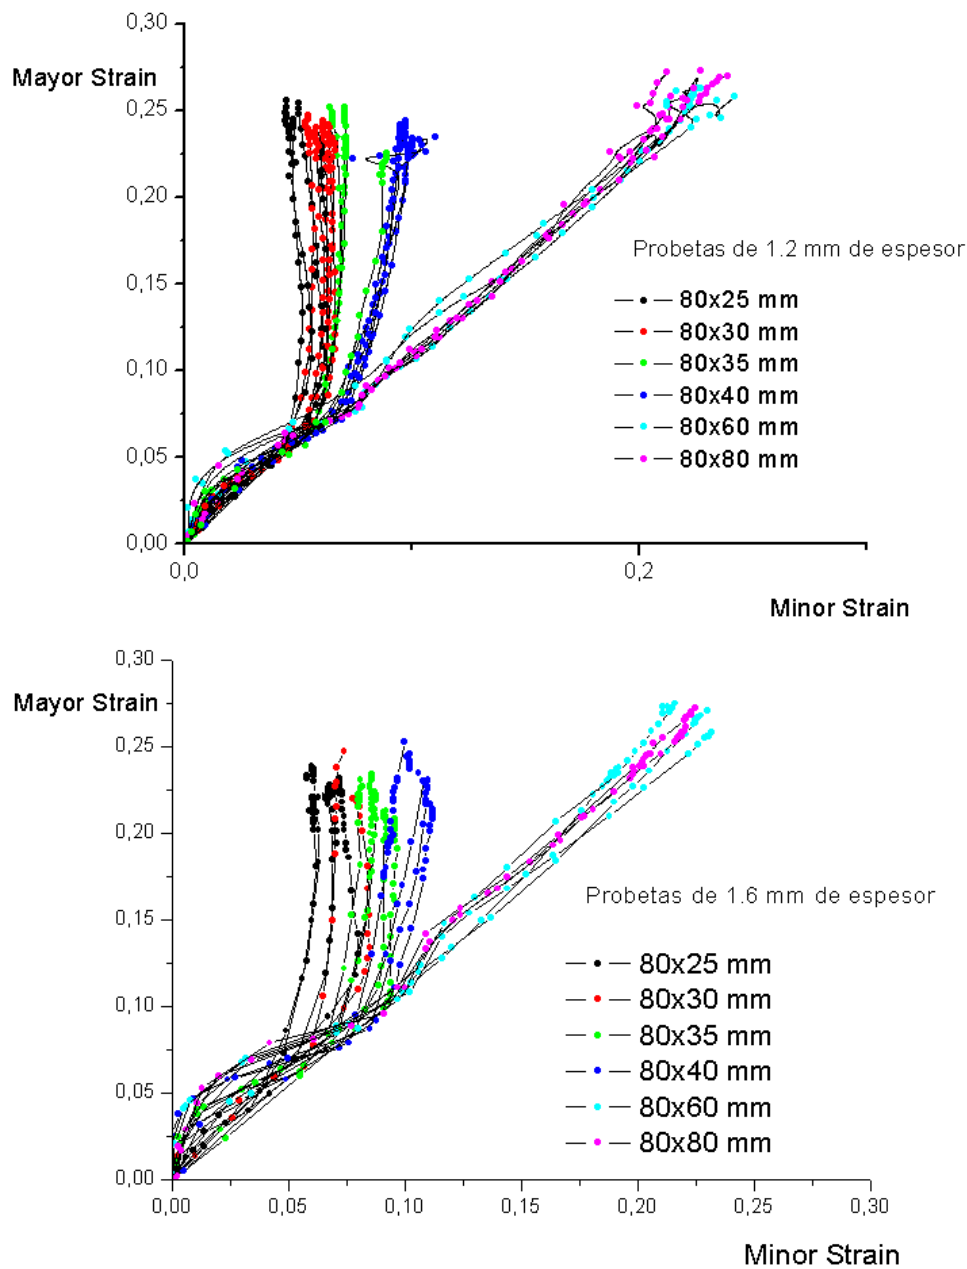 0,30
Mayor Strain
0,25
0,20
0,15
0,10
0,05
0,00
Probetas de 1.2 mm de espesor
80x25 mm
80x30 mm
80x35 mm
80x40 mm
80x60 mm
80x80 mm
0,0 0,2
Minor Strain
0,30
Mayor Strain
0,25
0,20
0,15
0,10
0,05
0,00
Probetas de 1.6 mm de espesor
80x25 mm
80x30 mm
80x35 mm
80x40 mm
80x60 mm
80x80 mm
0,00 0,05 0,10 0,15 0,20 0,25 0,30
Minor Strain